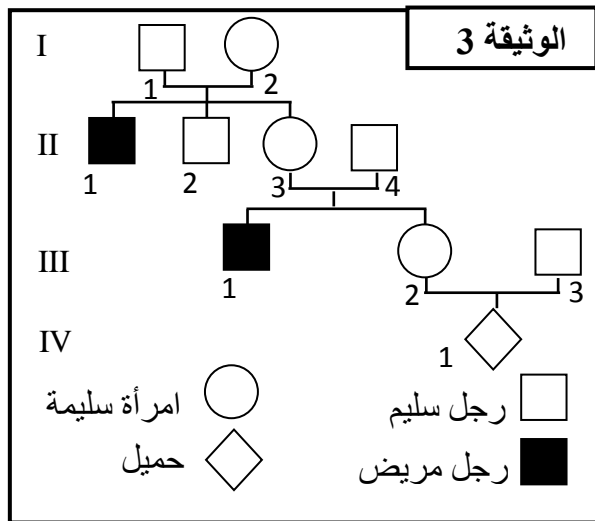 الوثيقة 3
I
1 2
II
1 2 3 4
III
1 2 3
IV
1
امرأة سليمة
رجل سليم
حميل
رجل مريض